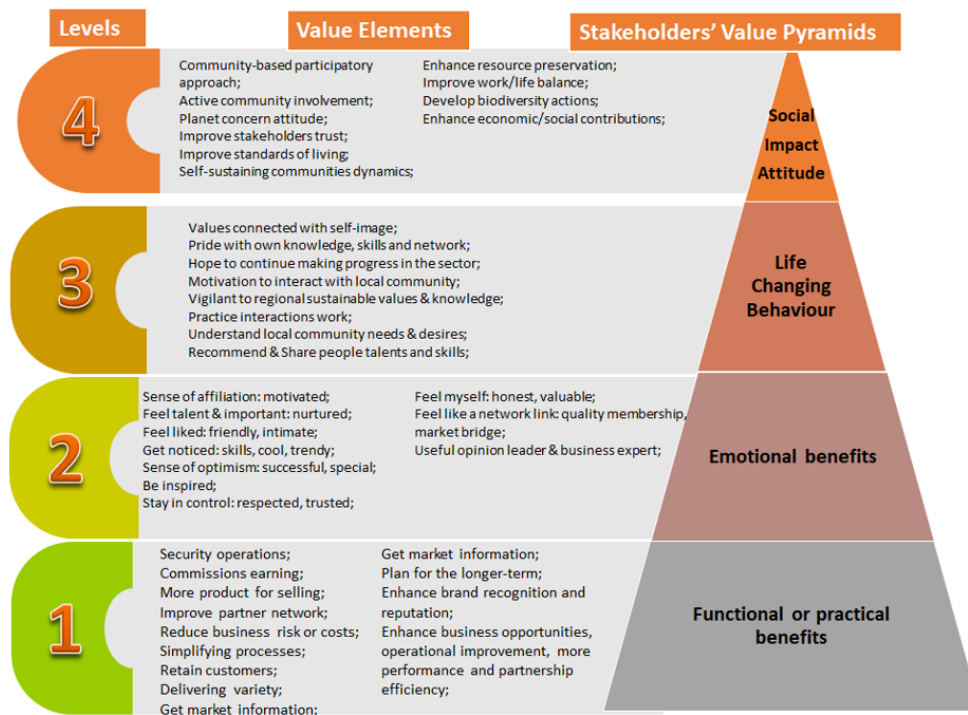 Levels
Value Elements
Stakeholders' Value Pyramids
4
Community-based participatory
approach;
Active community involvement;
Planet concern attitude;
Improve stakeholders trust;
Improve standards of living;
Self-sustaining communities dynamics;
Enhance resource preservation;
Improve work/life balance;
Develop biodiversity actions;
Enhance economic/social contributions;
Social
Impact
Attitude
3
Values connected with self-image;
Pride with own knowledge, skills and network;
Hope to continue making progress in the sector;
Motivation to interact with local community;
Vigilant to regional sustainable values & knowledge;
Practice interactions work;
Understand local community needs & desires;
Recommend & Share people talents and skills;
Life
Changing
Behaviour
2
Sense of affiliation: motivated;
Feel talent & important: nurtured;
Feel liked: friendly, intimate;
Get noticed: skills, cool, trendy;
Sense of optimism: successful, special;
Be inspired;
Stay in control: respected, trusted;
Feel myself: honest, valuable;
Feel like a network link: quality membership,
market bridge;
Useful opinion leader & business expert;
Emotional benefits
1
Security operations;
Commissions earning;
More product for selling;
Improve partner network;
Reduce business risk or costs;
Simplifying processes;
Retain customers;
Delivering variety;
Get market information;
Get market information;
Plan for the longer-term;
Enhance brand recognition and
reputation;
Enhance business opportunities,
operational improvement, more
performance and partnership
efficiency;
Functional or practical
benefits